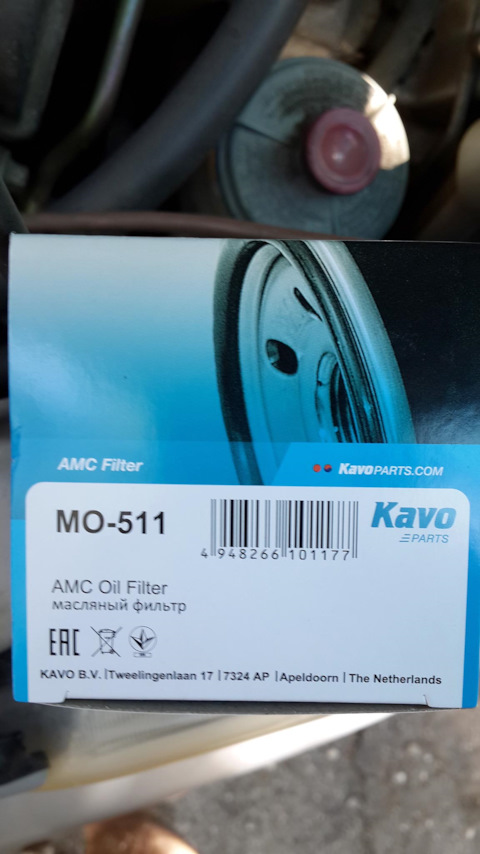 AMC Filter
KavoPARTS.COM
MO-511
4 948266 101177
Kavo
PARTS
AMC Oil Filter
масляный фильтр
EAC
KAVO B.V. |Tweelingenlaan 17 |7324 AP |Apeldoorn | The Netherlands